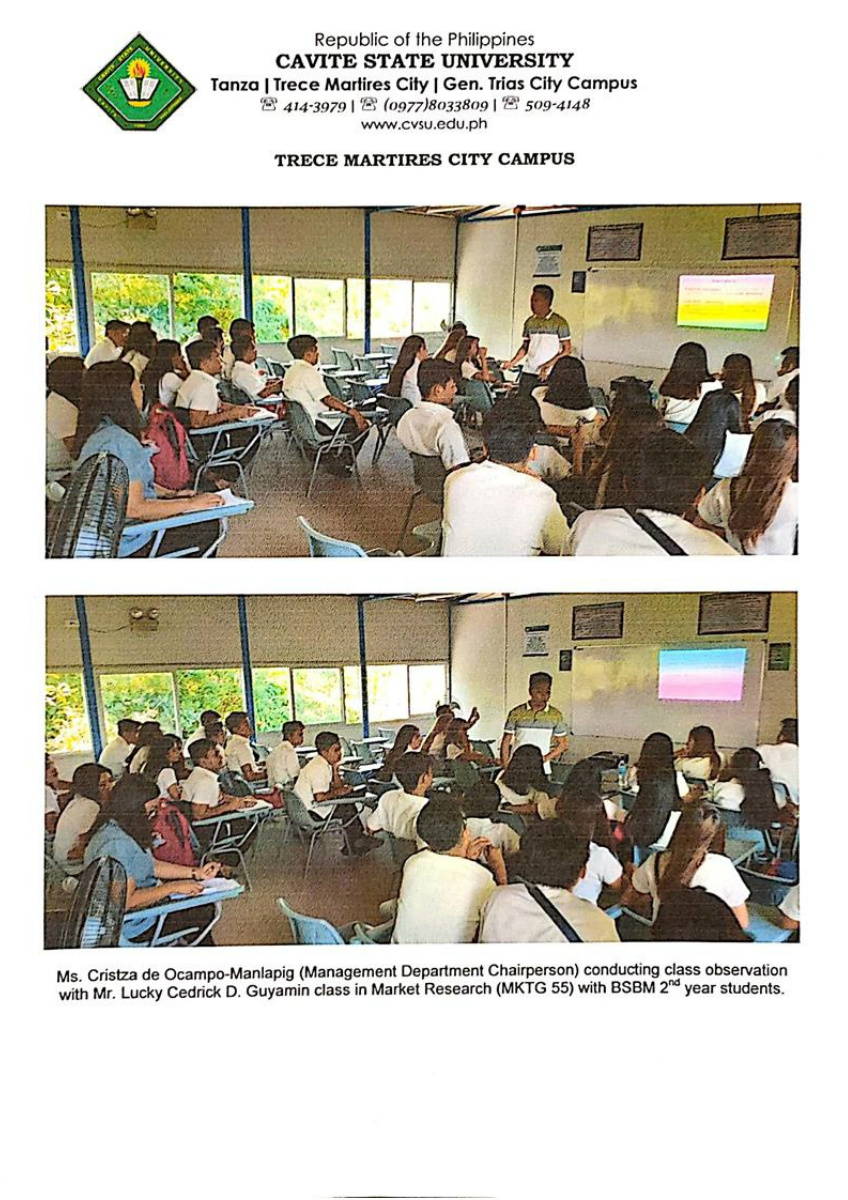 Republic of the Philippines
CAVITE STATE UNIVERSITY
Tanza | Trece Martires City | Gen. Trias City Campus
☏ 414-3979 | ☏ (0977)8033809 | ☏ 509-4148
www.cvsu.edu.ph
TRECE MARTIRES CITY CAMPUS
Ms. Cristza de Ocampo-Manlapig (Management Department Chairperson) conducting class observation
with Mr. Lucky Cedrick D. Guyamin class in Market Research (MKTG 55) with BSBM 2nd year students.